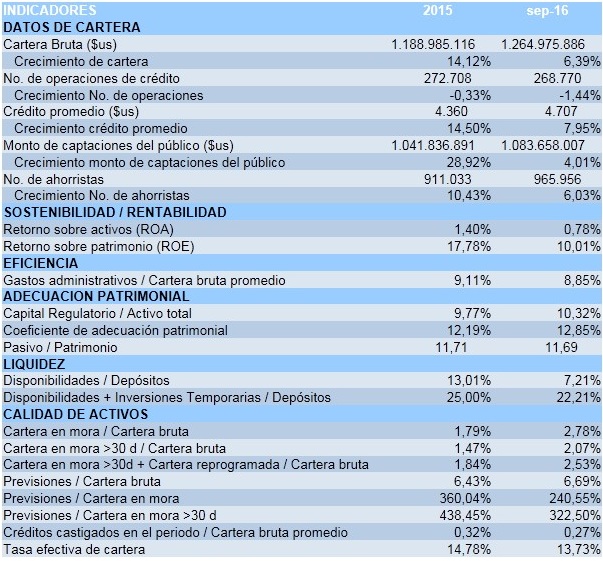 INDICADORES 2015 sep-16
DATOS DE CARTERA
Cartera Bruta ($us) 1.188.985.116 1.264.975.886
Crecimiento de cartera 14,12% 6,39%
No. de operaciones de crédito 272.708 268.770
Crecimiento No. de operaciones -0,33% -1,44%
Crédito promedio ($us) 4.360 4.707
Crecimiento crédito promedio 14,50% 7,95%
Monto de captaciones del público ($us) 1.041.836.891 1.083.658.007
Crecimiento monto de captaciones del público 28,92% 4,01%
No. de ahorristas 911.033 965.956
Crecimiento No. de ahorristas 10,43% 6,03%
SOSTENIBILIDAD / RENTABILIDAD
Retorno sobre activos (ROA) 1,40% 0,78%
Retorno sobre patrimonio (ROE) 17,78% 10,01%
EFICIENCIA
Gastos administrativos / Cartera bruta promedio 9,11% 8,85%
ADECUACION PATRIMONIAL
Capital Regulatorio / Activo total 9,77% 10,32%
Coeficiente de adecuación patrimonial 12,19% 12,85%
Pasivo / Patrimonio 11,71 11,69
LIQUIDEZ
Disponibilidades / Depósitos 13,01% 7,21%
Disponibilidades + Inversiones Temporarias / Depósitos 25,00% 22,21%
CALIDAD DE ACTIVOS
Cartera en mora / Cartera bruta 1,79% 2,78%
Cartera en mora >30 d / Cartera bruta 1,47% 2,07%
Cartera en mora >30d + Cartera reprogramada / Cartera bruta 1,84% 2,53%
Previsiones / Cartera bruta 6,43% 6,69%
Previsiones / Cartera en mora 360,04% 240,55%
Previsiones / Cartera en mora >30 d 438,45% 322,50%
Créditos castigados en el periodo / Cartera bruta promedio 0,32% 0,27%
Tasa efectiva de cartera 14,78% 13,73%